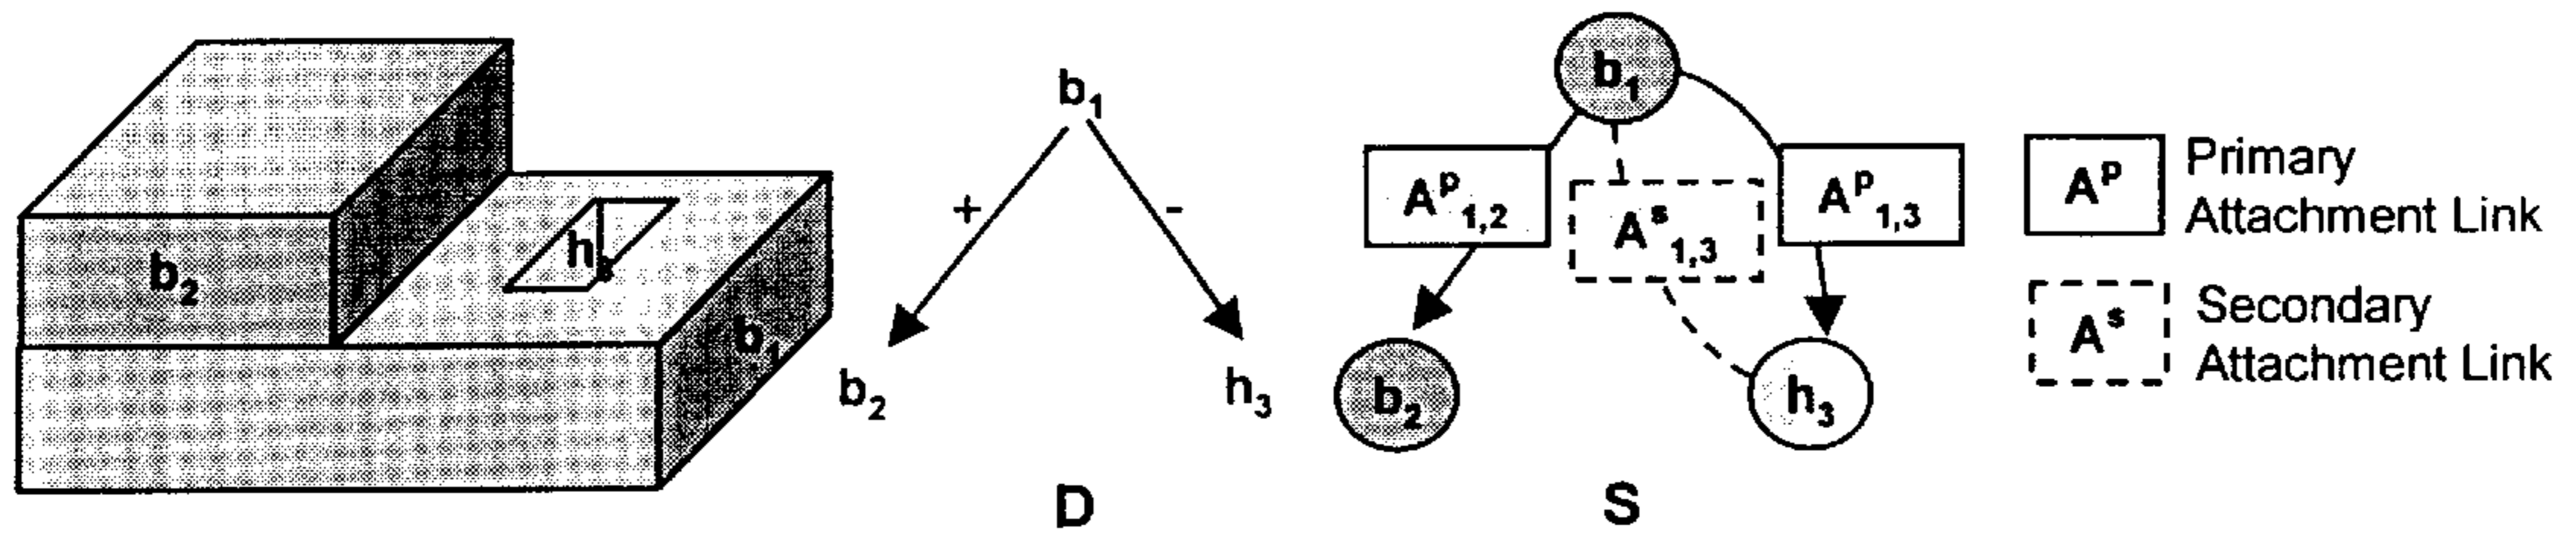 b₂
h₃
b₁
b₁
+
-
b₂
h₃
D
b₁
Aᵖ₁,₂
Aˢ₁,₃
Aᵖ₁,₃
b₂
h₃
S
Aᵖ
Primary
Attachment Link
Aˢ
Secondary
Attachment Link